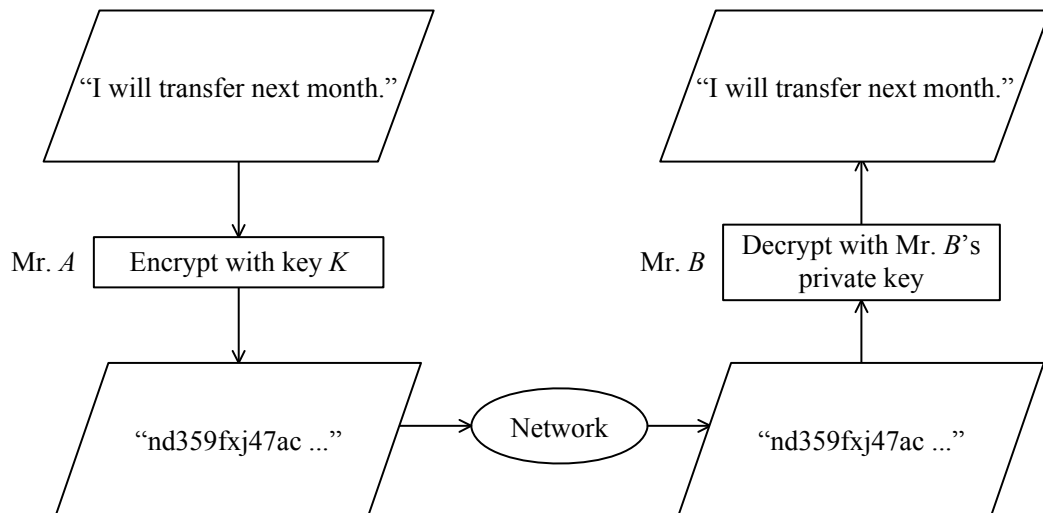 “I will transfer next month.”
“I will transfer next month.”
Mr. A
Encrypt with key K
Mr. B
Decrypt with Mr. B’s
private key
“nd359fxj47ac ...”
Network
“nd359fxj47ac ...”